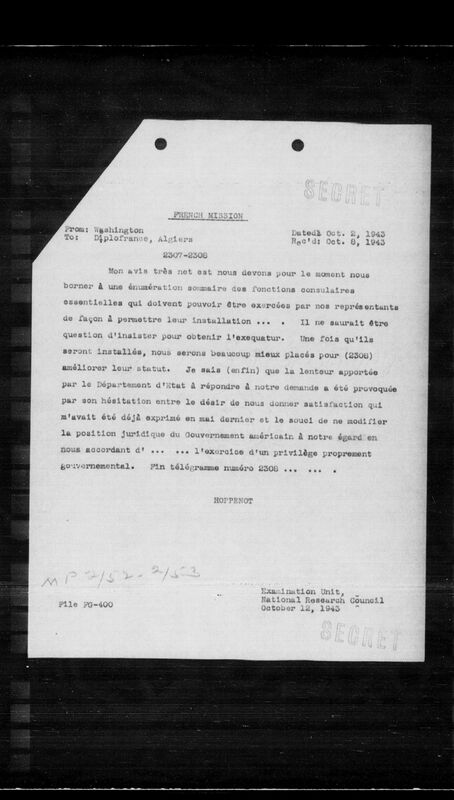 SECRET
FRENCH MISSION
From: Washington
To: Diplofrance, Algiers
Dated: Oct. 2, 1943
Rec'd: Oct. 8, 1943
2307-2308
Mon avis très net est nous devons pour le moment nous
borner à une énumération sommaire des fonctions consulaires
essentielles qui doivent pouvoir être exercées par nos représentants
de façon à permettre leur installation ... . Il ne saurait être
question d'insister pour obtenir l'exequatur. Une fois qu'ils
seront installés, nous serons beaucoup mieux placés pour (2308)
améliorer leur statut. Je sais (enfin) que la lenteur apportée
par le Département d'Etat à répondre à notre demande a été provoquée
par son hésitation entre le désir de nous donner satisfaction qui
m'avait été déjà exprimé en mai dernier et le souci de ne modifier
la position juridique du Gouvernement américain à notre égard en
nous accordant d' ... ... l'exercice d'un privilège proprement
gouvernemental. Fin télégramme numéro 2308 ... ... .
HOPPENOT
MP 2/52-2/53
File FG-400
Examination Unit,
National Research Council
October 12, 1943
SECRET